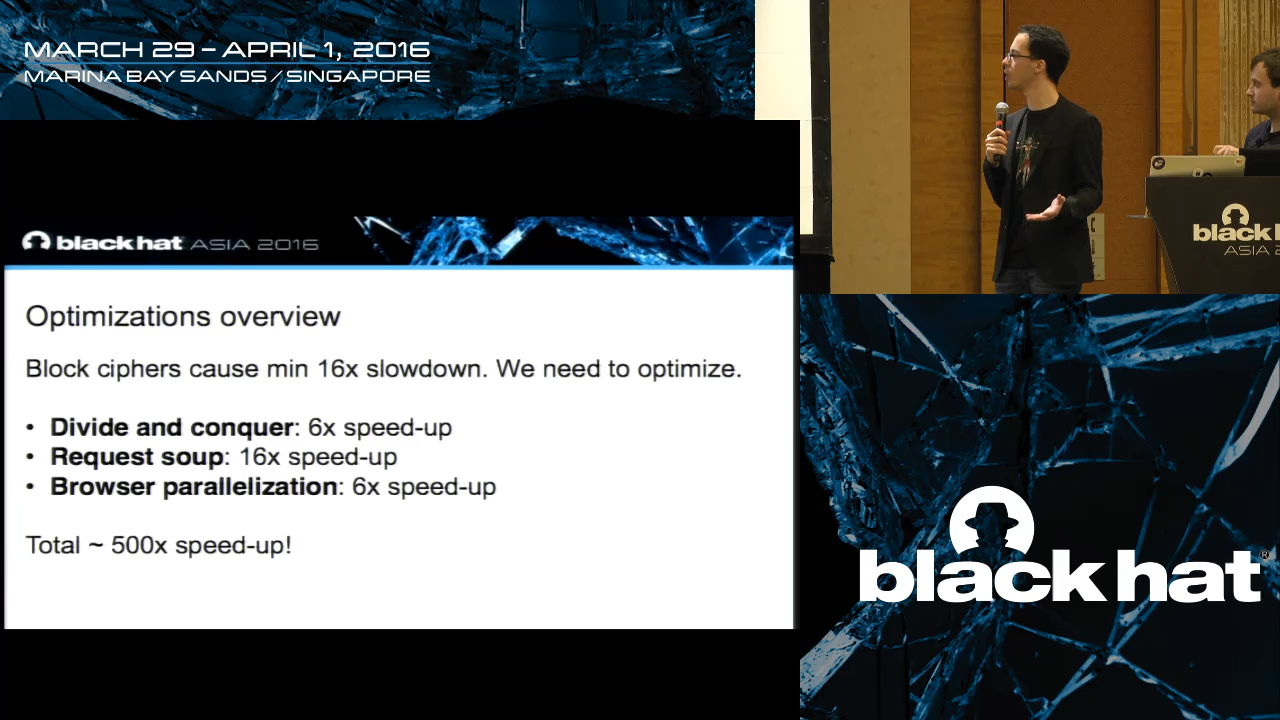 MARCH 29 – APRIL 1, 2016
MARINA BAY SANDS / SINGAPORE
black hat ASIA 2016
Optimizations overview
Block ciphers cause min 16x slowdown. We need to optimize.
• Divide and conquer: 6x speed-up
• Request soup: 16x speed-up
• Browser parallelization: 6x speed-up
Total ~ 500x speed-up!
black
ASIA
black hat®